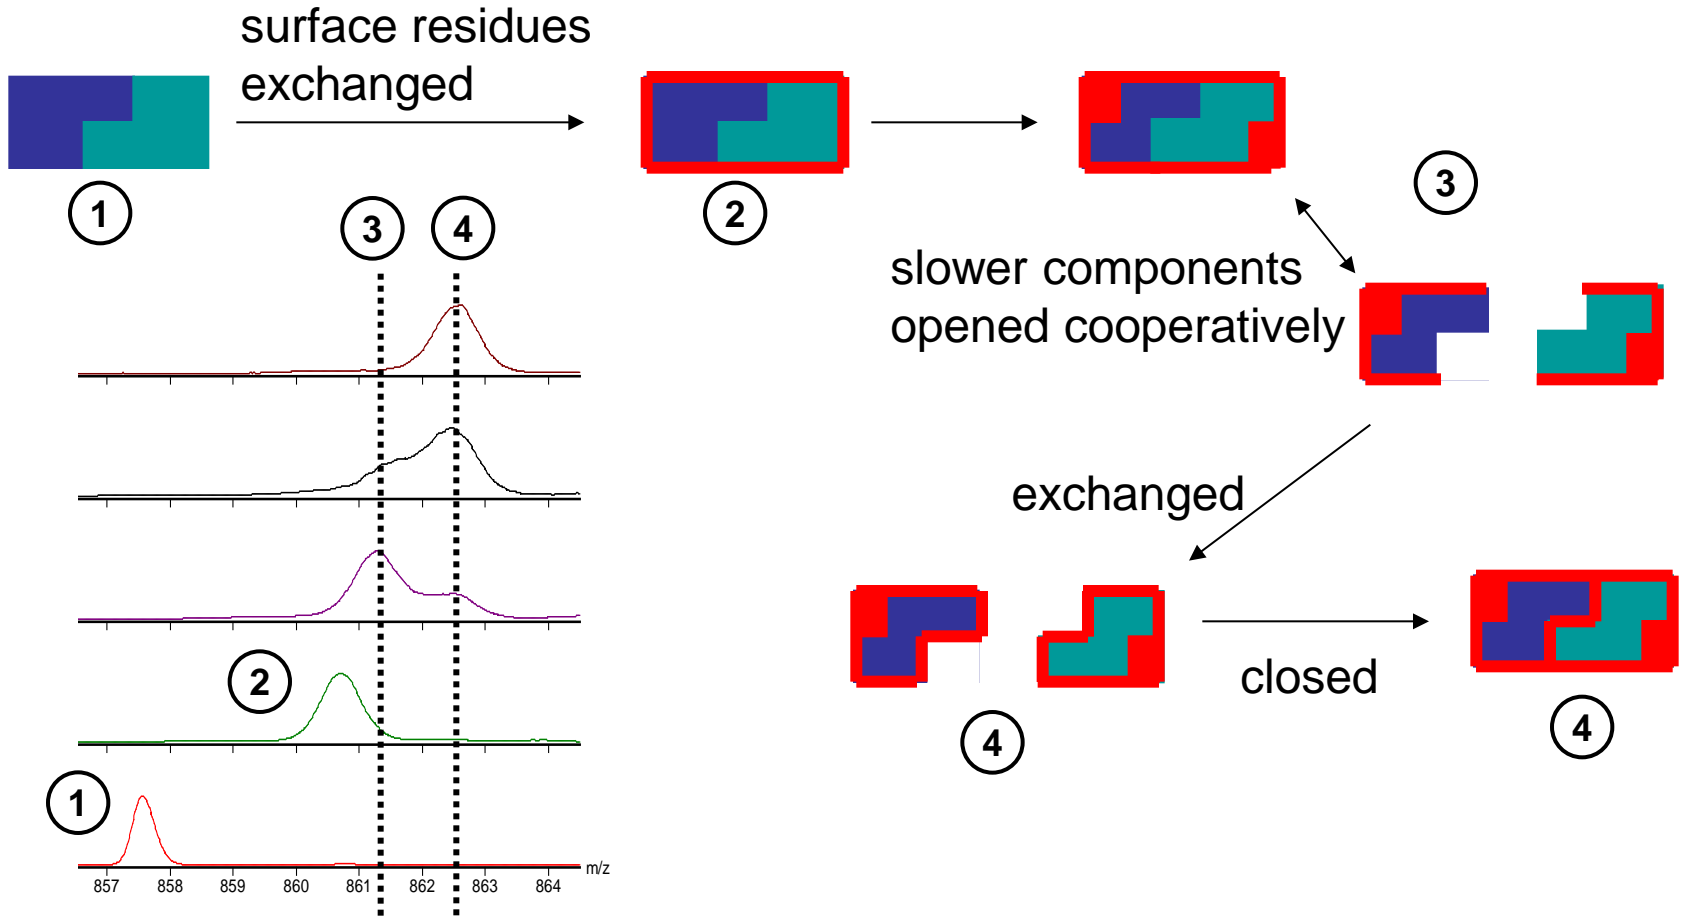 surface residues
exchanged
1
2
3
3
4
slower components
opened cooperatively
exchanged
closed
4
4
2
1
m/z
857 858 859 860 861 862 863 864